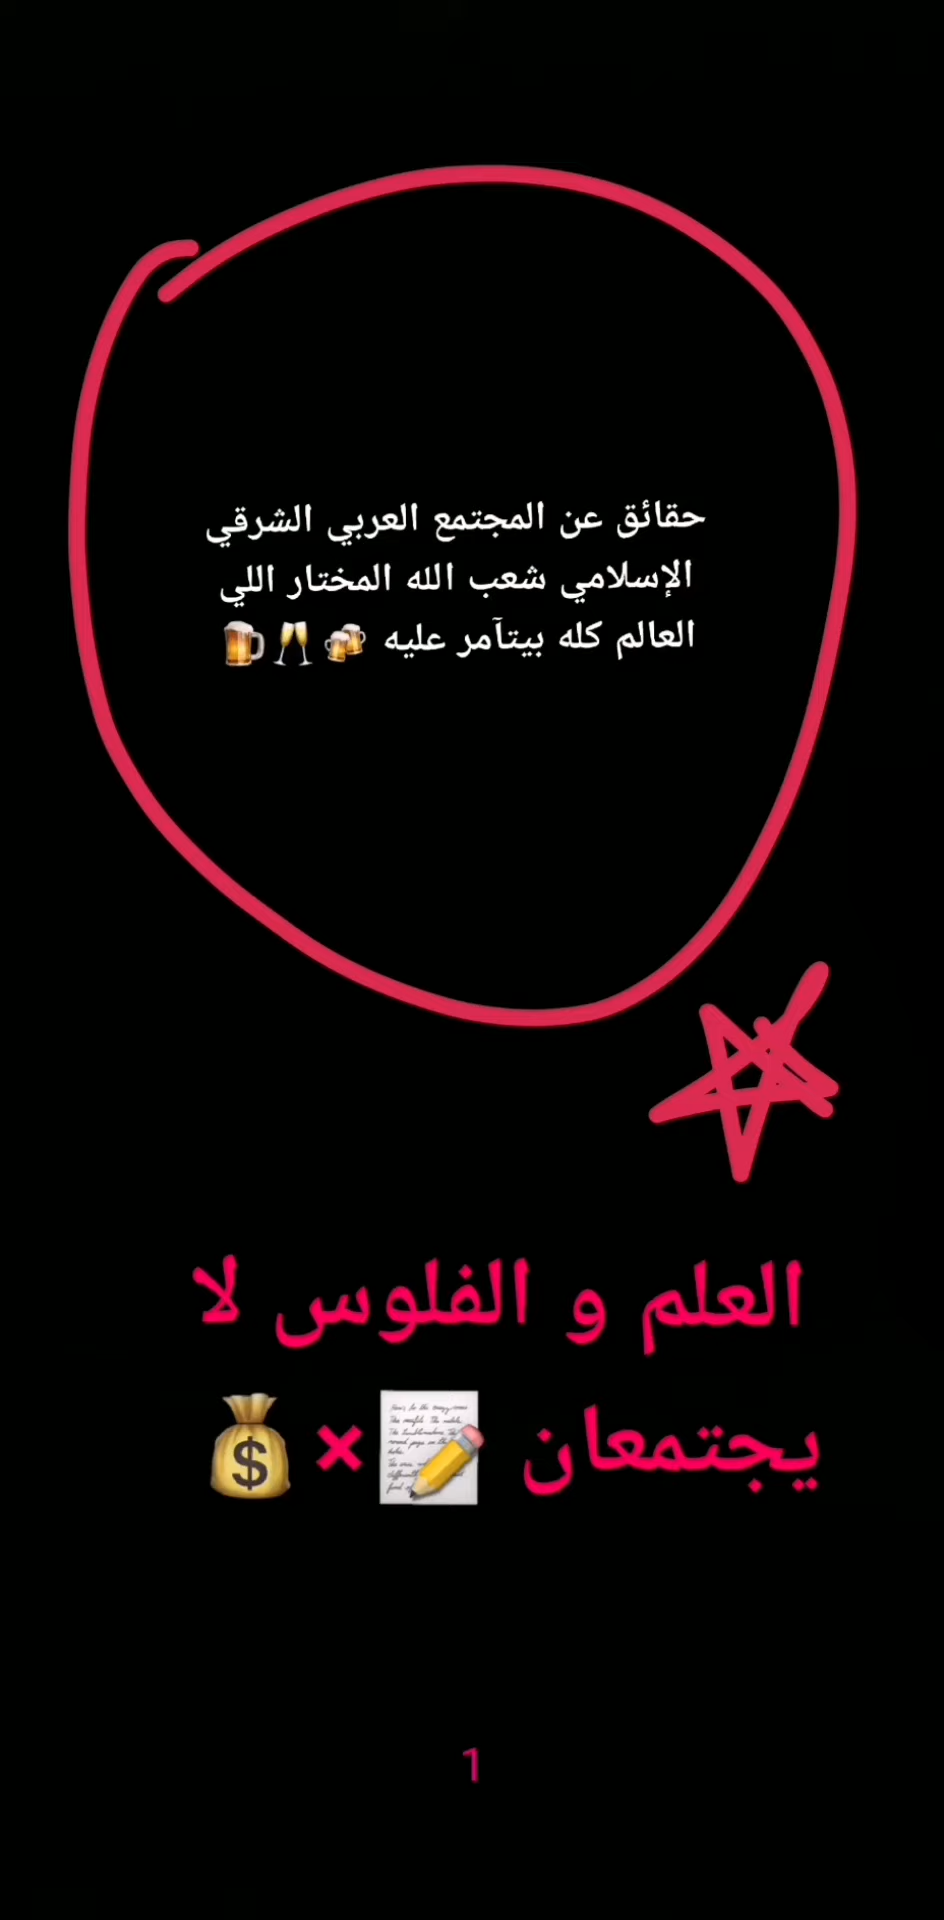 حقائق عن المجتمع العربي الشرقي
الإسلامي شعب الله المختار اللي
العالم كله بيتآمر عليه 🍻🥂🍺
العلم و الفلوس لا
يجتمعان 📝×💰
1